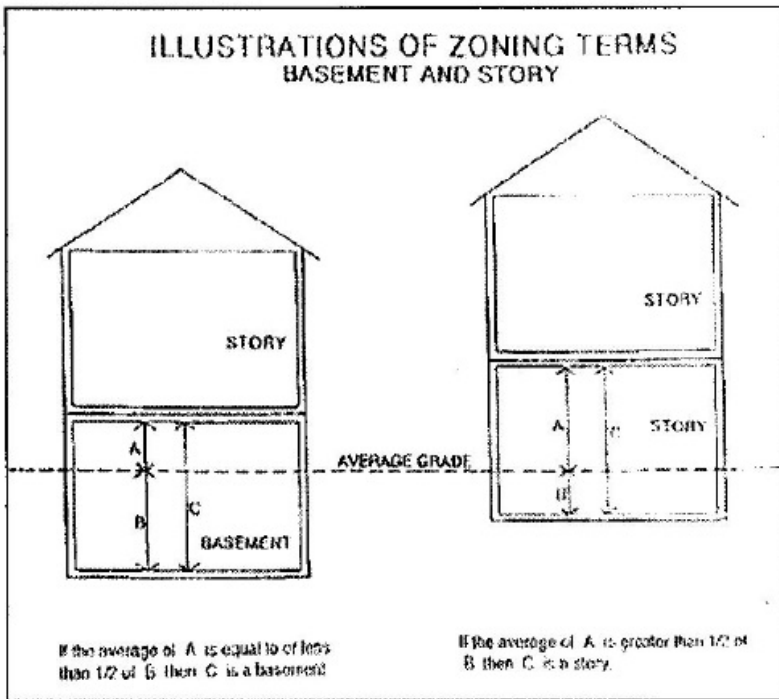 ILLUSTRATIONS OF ZONING TERMS
BASEMENT AND STORY
STORY
STORY
A
A
C
STORY
AVERAGE GRADE
B
C
B
BASEMENT
If the average of A is equal to or less
than 1/2 of B then C is a basement
If the average of A is greater than 1/2 of
B then C is a story.